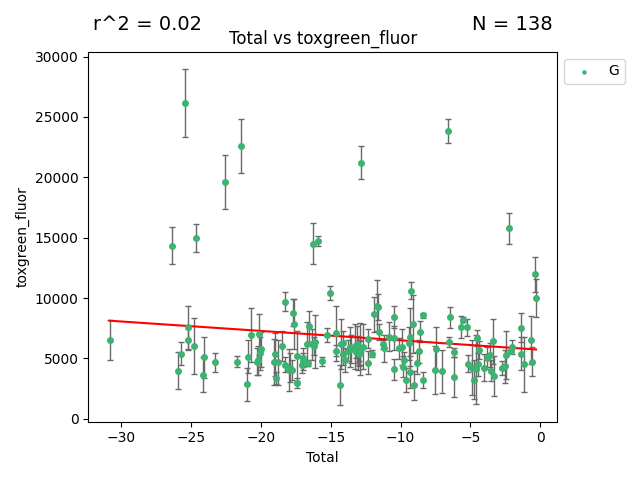 r^2 = 0.02
N = 138
Total vs toxgreen_fluor
G
toxgreen_fluor
30000
25000
20000
15000
10000
5000
0
−30
−25
−20
−15
−10
−5
0
Total